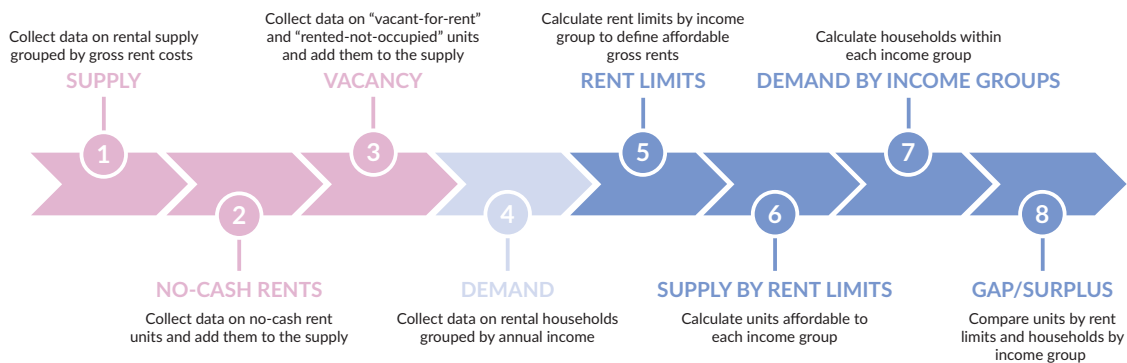 Collect data on rental supply
grouped by gross rent costs
SUPPLY
1
NO-CASH RENTS
2
Collect data on no-cash rent
units and add them to the supply
Collect data on “vacant-for-rent”
and “rented-not-occupied” units
and add them to the supply
VACANCY
3
4
DEMAND
Collect data on rental households
grouped by annual income
Calculate rent limits by income
group to define affordable
gross rents
RENT LIMITS
5
6
SUPPLY BY RENT LIMITS
Calculate units affordable to
each income group
Calculate households within
each income group
DEMAND BY INCOME GROUPS
7
8
GAP/SURPLUS
Compare units by rent
limits and households by
income group